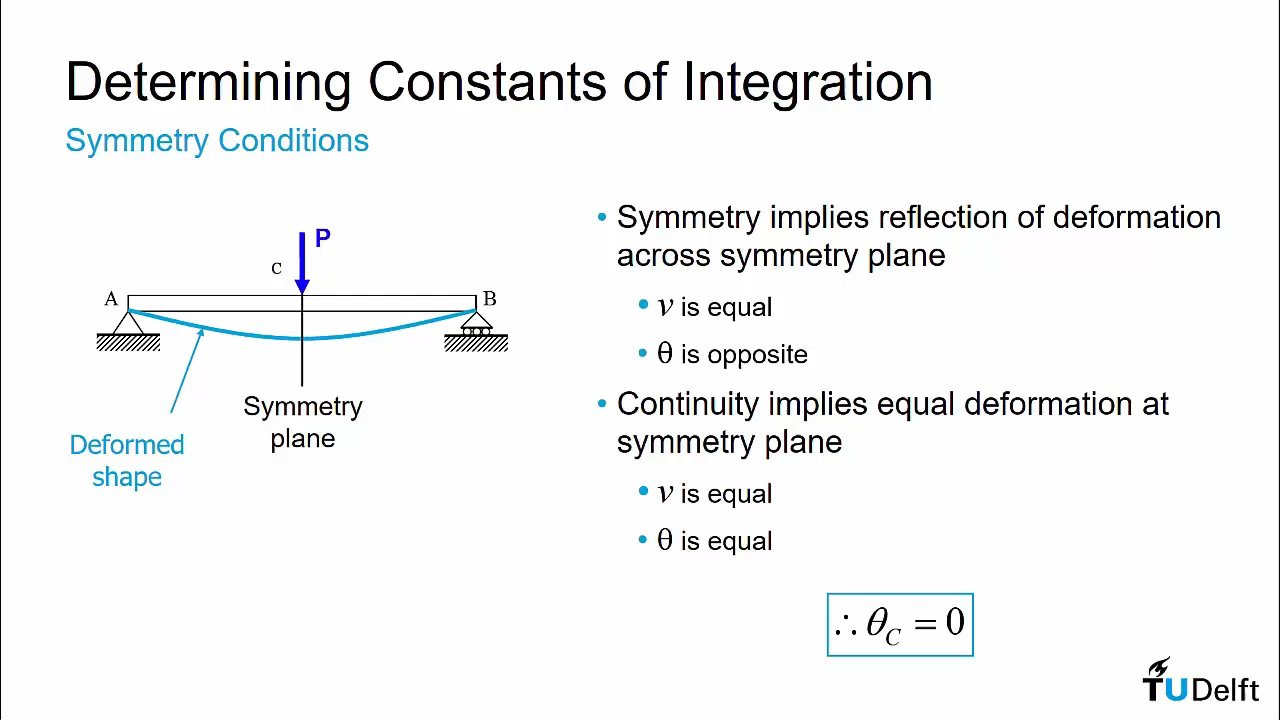 Determining Constants of Integration
Symmetry Conditions
P
C
A
B
Symmetry
plane
Deformed
shape
• Symmetry implies reflection of deformation
across symmetry plane
• v is equal
• θ is opposite
• Continuity implies equal deformation at
symmetry plane
• v is equal
• θ is equal
∴ θ_C = 0
TUDelft